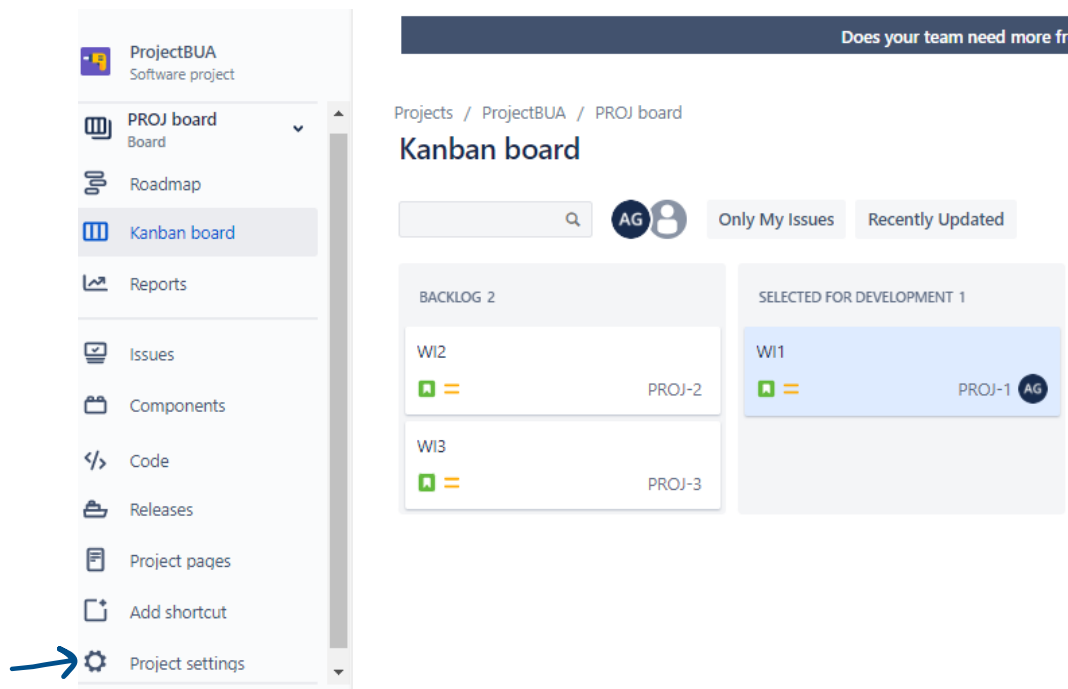 ProjectBUA
Software project
PROJ board
Board
Roadmap
Kanban board
Reports
Issues
Components
Code
Releases
Project pages
Add shortcut
Project settings
Does your team need more
Projects / ProjectBUA / PROJ board
Kanban board
AG
Only My Issues
Recently Updated
BACKLOG 2
WI2
PROJ-2
WI3
PROJ-3
SELECTED FOR DEVELOPMENT 1
WI1
PROJ-1 AG